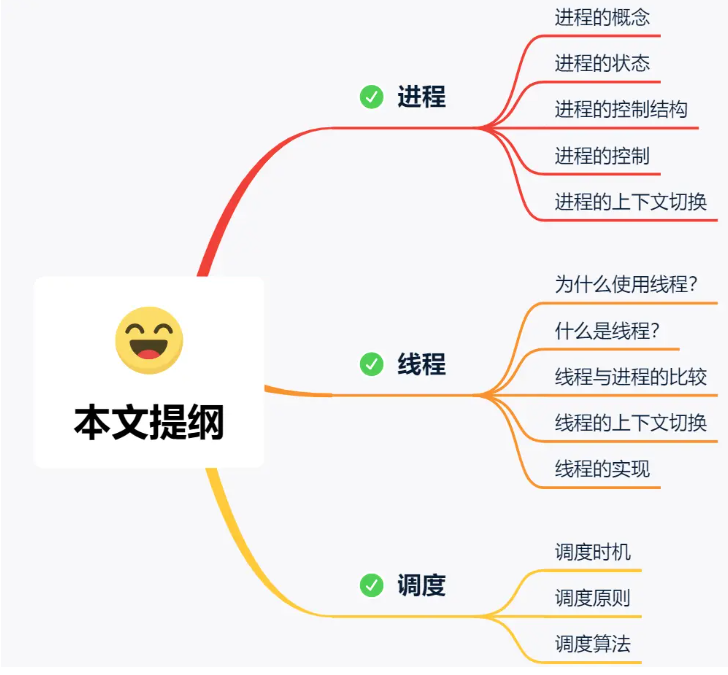 本文提纲
进程
进程的概念
进程的状态
进程的控制结构
进程的控制
进程的上下文切换
线程
为什么使用线程?
什么是线程?
线程与进程的比较
线程的上下文切换
线程的实现
调度
调度时机
调度原则
调度算法